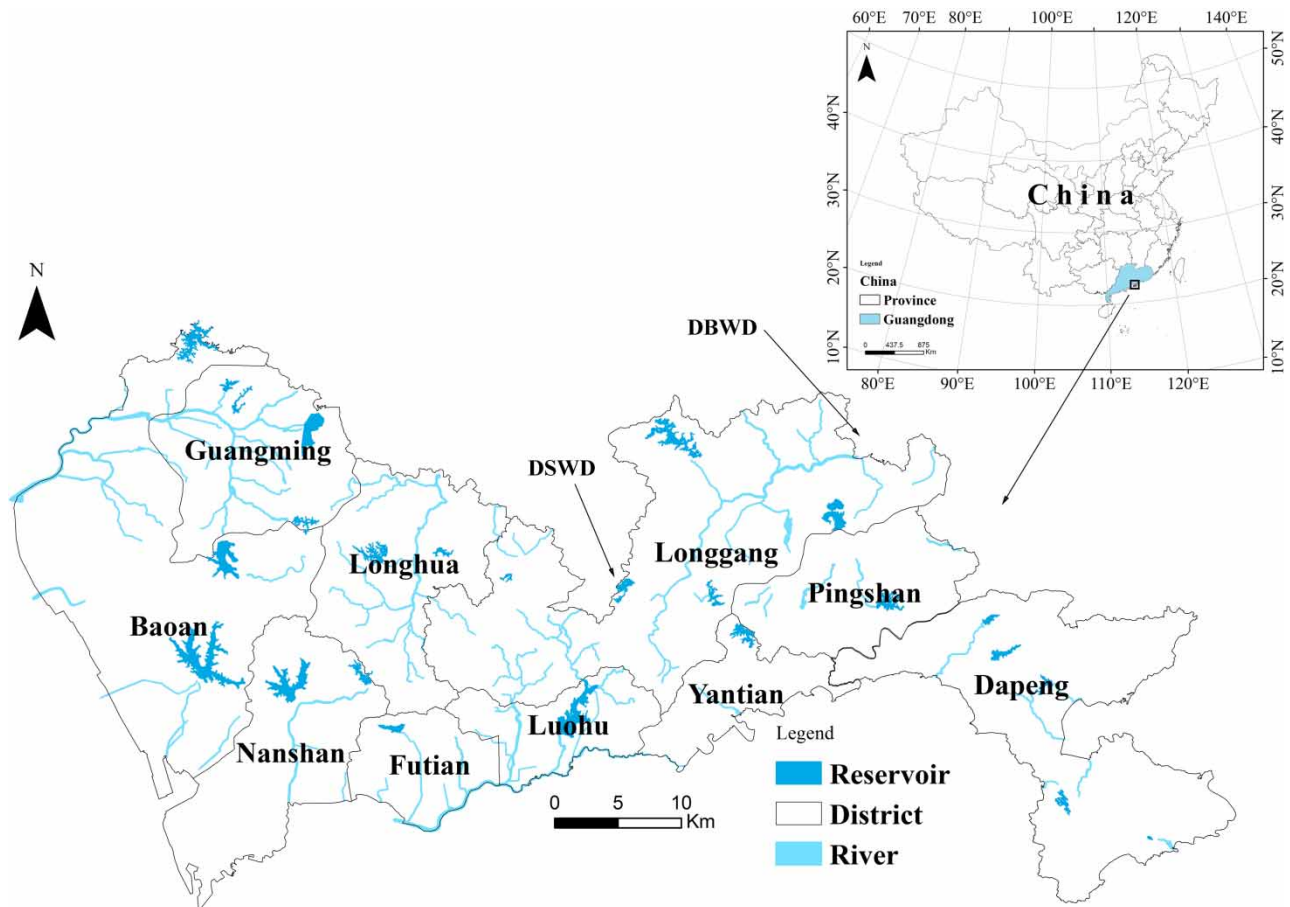 60°E 70°E 80°E 100°E 120°E 140°E
N
50°N
40°N
40°N
China
30°N
30°N
20°N
20°N
10°N
10°N
Legend
China
Province
Guangdong
0 437.5 875
Km
80°E 90°E 100°E 110°E 120°E
N
DBWD
DSWD
Guangming
Longhua
Longgang
Pingshan
Baoan
Yantian
Dapeng
Luohu
Nanshan
Futian
0 5 10
Km
Legend
Reservoir
District
River